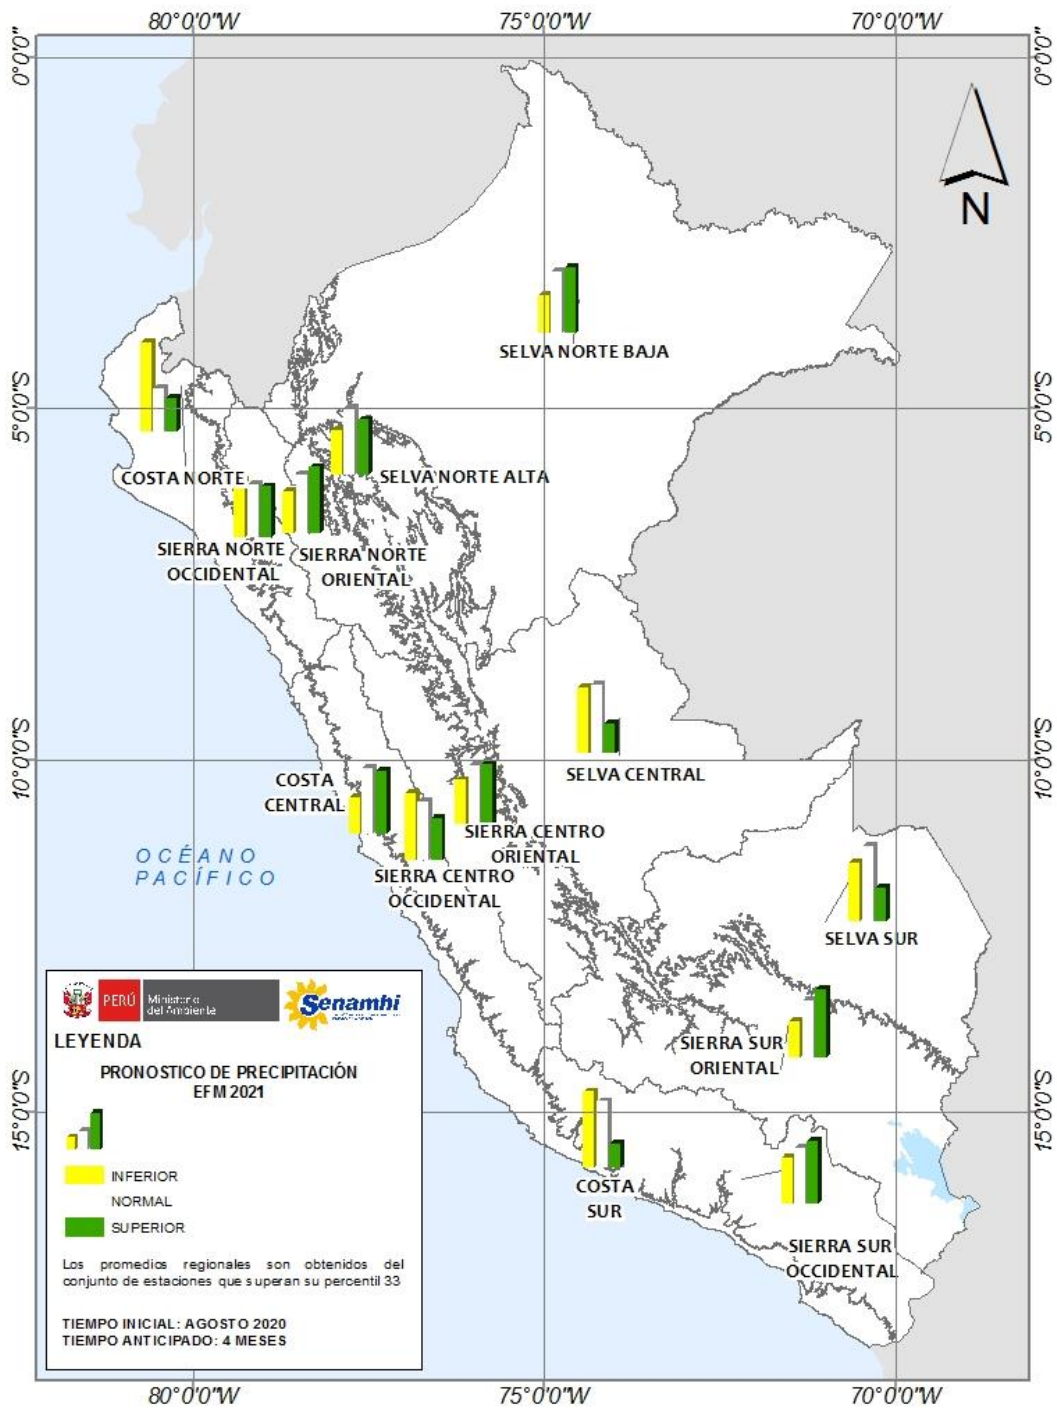 80°0'0"W
75°0'0"W
70°0'0"W
0°0'0"
0°0'0"
N
SELVA NORTE BAJA
5°0'0"S
5°0'0"S
COSTA NORTE
SELVA NORTE ALTA
SIERRA NORTE
OCCIDENTAL
SIERRA NORTE
ORIENTAL
10°0'0"S
10°0'0"S
SELVA CENTRAL
COSTA
CENTRAL
SIERRA CENTRO
ORIENTAL
SIERRA CENTRO
OCCIDENTAL
OCÉANO
PACÍFICO
SELVA SUR
SIERRA SUR
ORIENTAL
15°0'0"S
15°0'0"S
COSTA
SUR
SIERRA SUR
OCCIDENTAL
PERÚ
Ministerio
del Ambiente
Senamhi
LEYENDA
PRONOSTICO DE PRECIPITACIÓN
EFM 2021
INFERIOR
NORMAL
SUPERIOR
Los promedios regionales son obtenidos del
conjunto de estaciones que superan su percentil 33
TIEMPO INICIAL: AGOSTO 2020
TIEMPO ANTICIPADO: 4 MESES
80°0'0"W
75°0'0"W
70°0'0"W